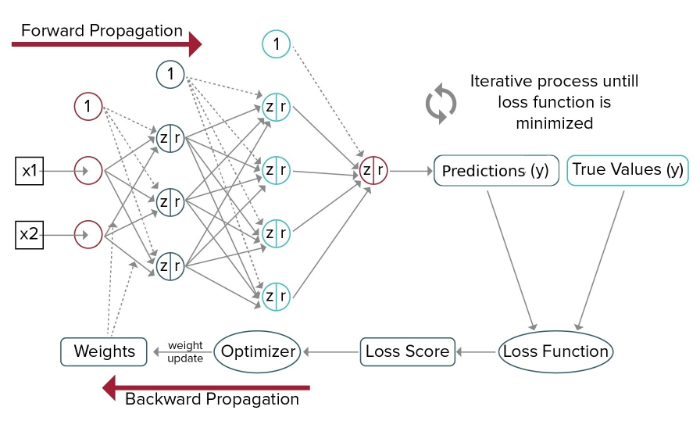 Forward Propagation
1
1
1
Iterative process untill
loss function is
minimized
z r
z r
z r
x1
z r
z r
Predictions (y)
True Values (y)
x2
z r
z r
z r
z r
Weights
weight
update
Optimizer
Loss Score
Loss Function
Backward Propagation